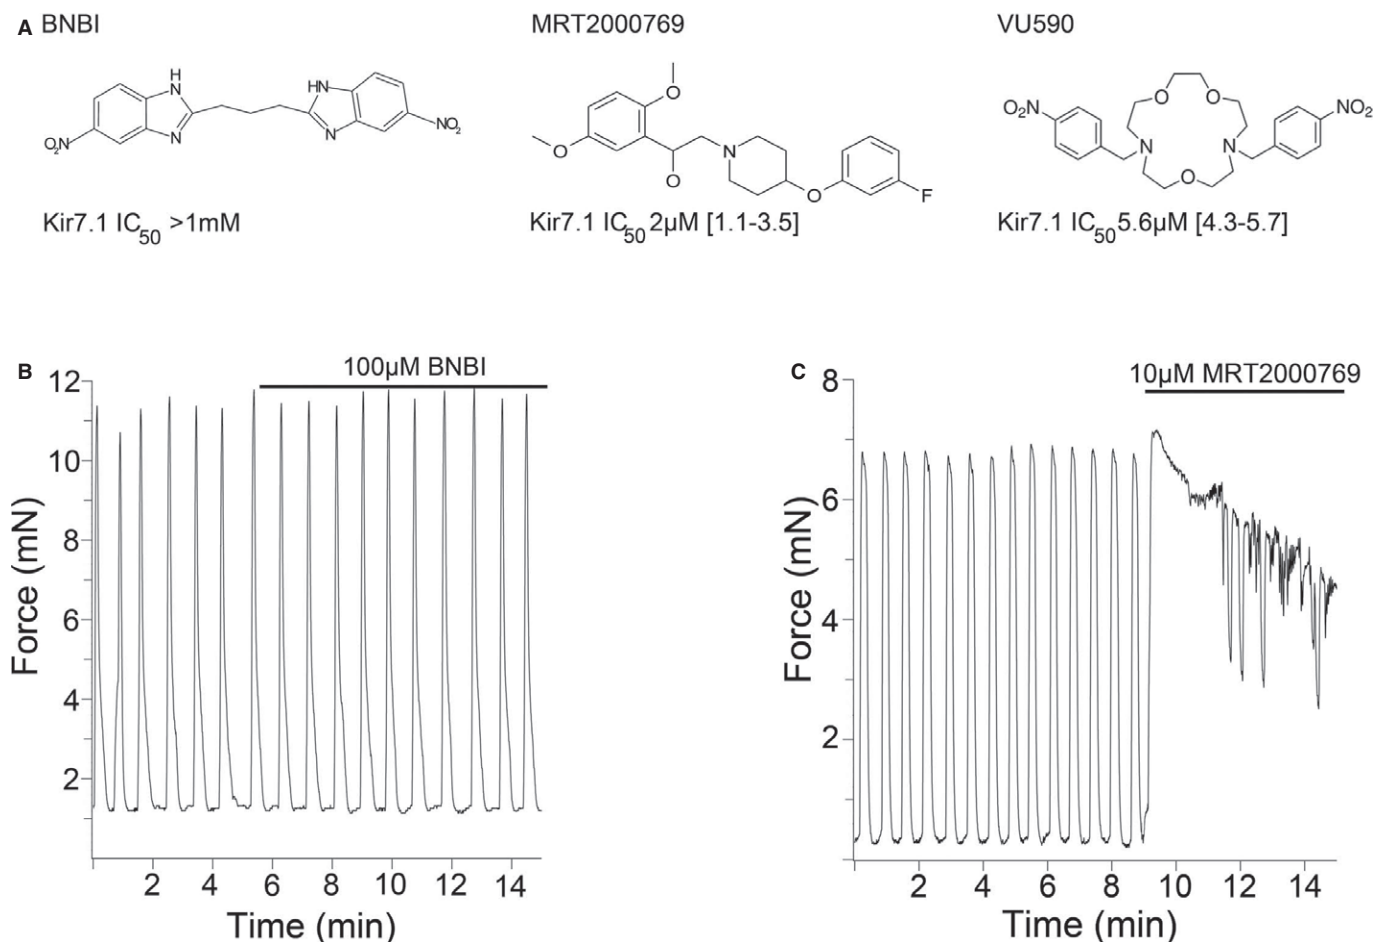 A BNBI
MRT2000769
VU590
H
N
N
HN
N
O₂N
NO₂
O
O
O
N
O
F
O₂N
N
O
O
O
N
NO₂
Kir7.1 IC₅₀ >1mM
Kir7.1 IC₅₀ 2µM [1.1-3.5]
Kir7.1 IC₅₀ 5.6µM [4.3-5.7]
B
100µM BNBI
12
10
8
6
4
2
Force (mN)
2 4 6 8 10 12 14
Time (min)
C
10µM MRT2000769
8
6
4
2
Force (mN)
2 4 6 8 10 12 14
Time (min)